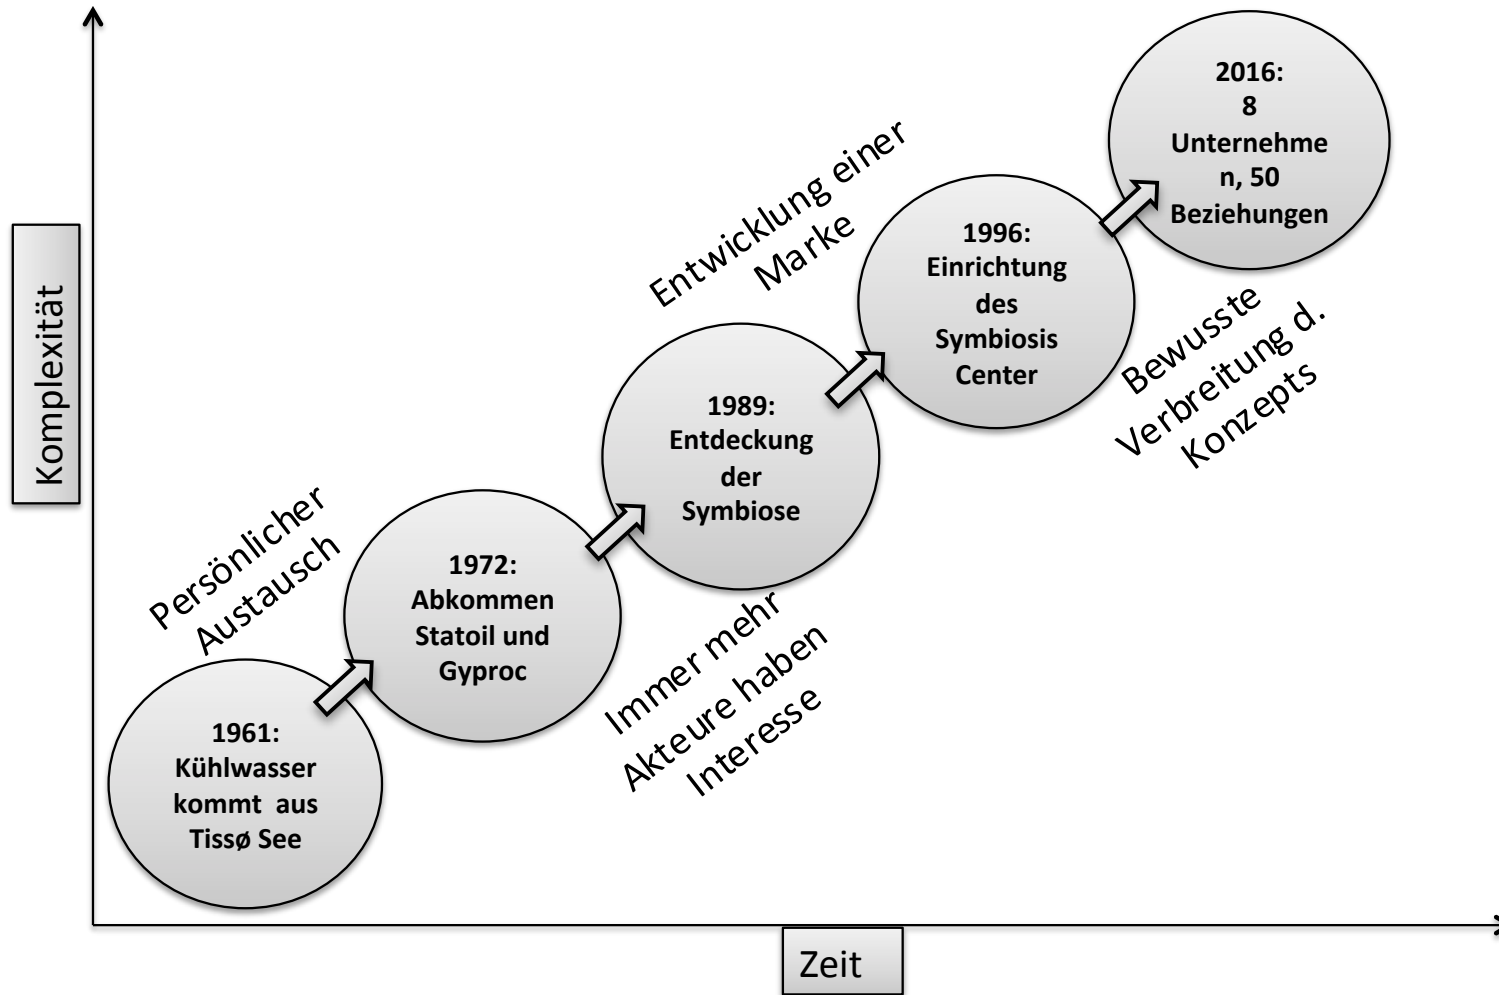 Komplexität
Persönlicher
Austausch
1961:
Kühlwasser
kommt aus
Tissø See
1972:
Abkommen
Statoil und
Gyproc
Immer mehr
Akteure haben
Interesse
1989:
Entdeckung
der
Symbiose
Entwicklung einer
Marke
1996:
Einrichtung
des
Symbiosis
Center
Bewusste
Verbreitung d.
Konzepts
2016:
8
Unternehme
n, 50
Beziehungen
Zeit